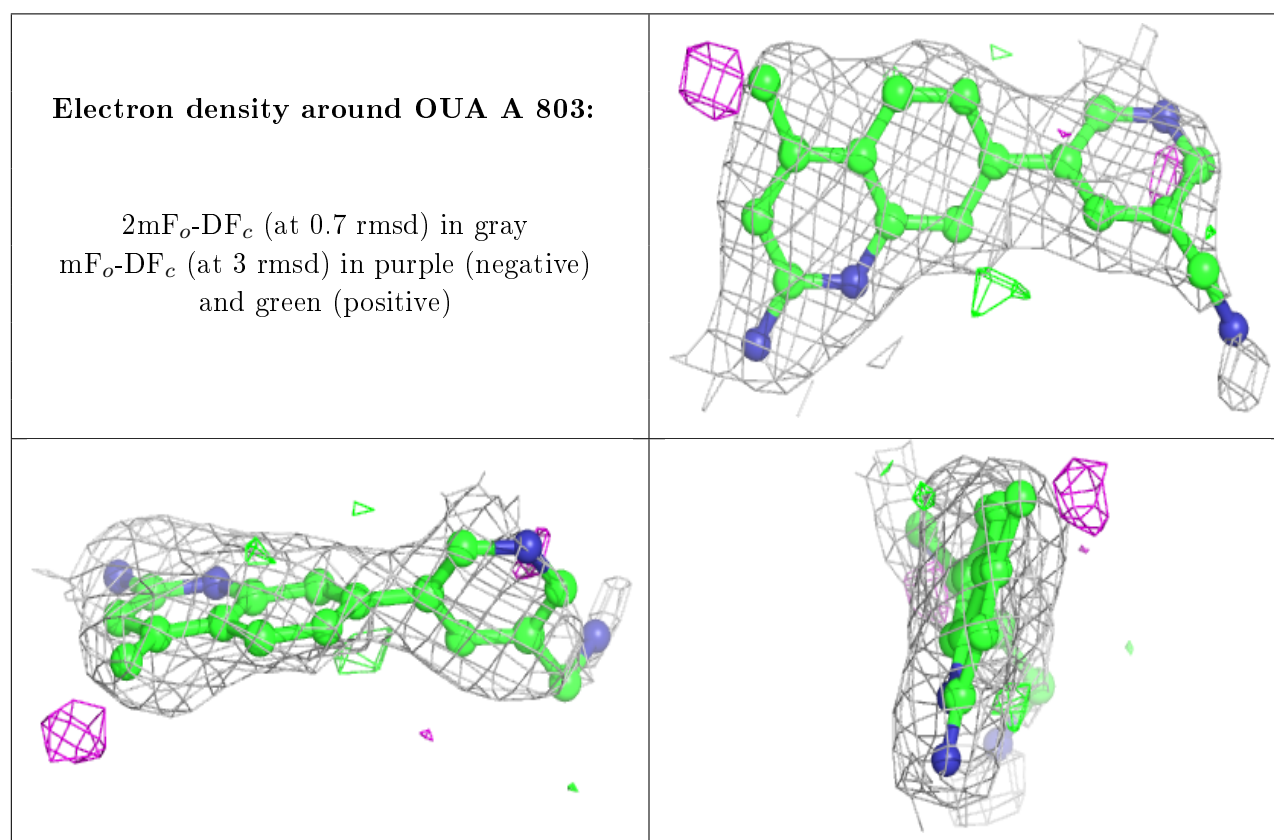 Electron density around OUA A 803:
2mFo-DFc (at 0.7 rmsd) in gray
mFo-DFc (at 3 rmsd) in purple (negative)
and green (positive)